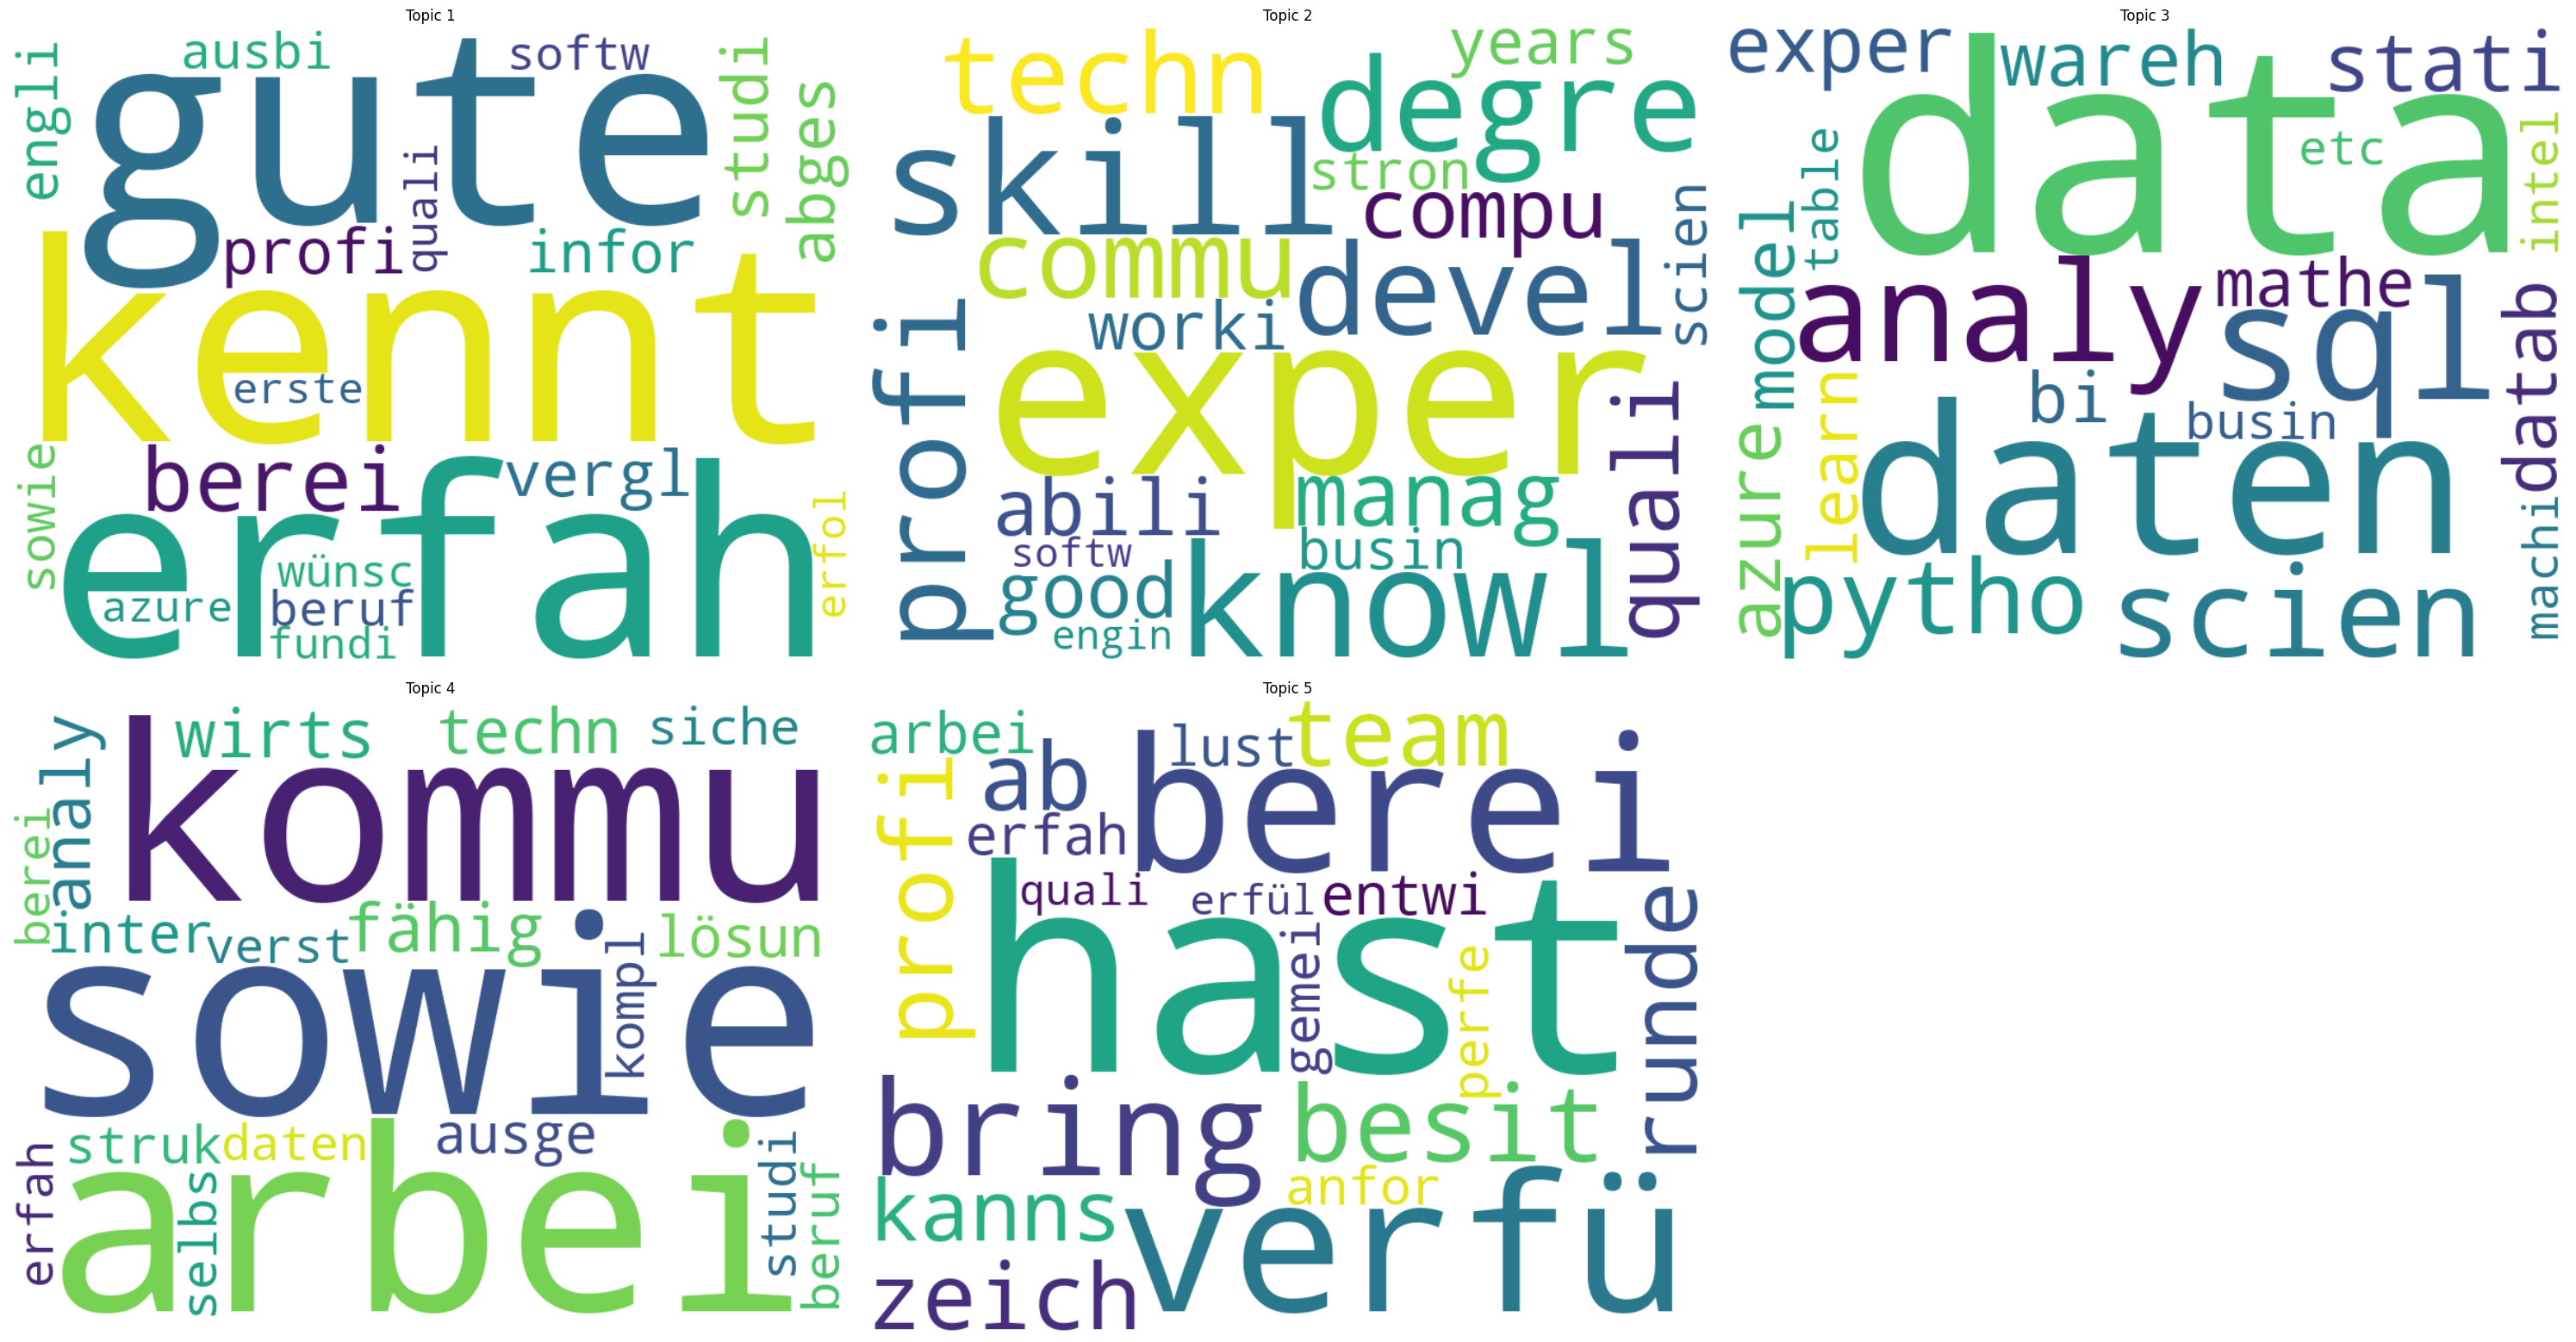 Topic 1
engli
ausbi
softw
studi
abges
gute
quali
profi
infor
kennt
erste
sowie
berei
vergl
erfah
erfol
wünsc
azure
beruf
fundi
Topic 2
techn
years
degre
skill
stron
compu
scien
commu
devel
worki
profi
exper
quali
abili
manag
softw
busin
good
knowl
engin
Topic 3
exper
wareh
stati
data
etc
intel
table
model
analy
mathe
sql
datab
bi
busin
learn
azure
daten
machi
pytho
scien
Topic 4
wirts
techn
siche
analy
kommu
berei
inter
verst
fähig
lösun
kompl
sowie
erfah
struk
daten
ausge
studi
selbs
arbei
beruf
Topic 5
arbei
lust
team
ab
berei
profi
erfah
quali
erfül
entwi
runde
hast
gemei
perfe
bring
besit
kanns
anfor
verfü
zeich